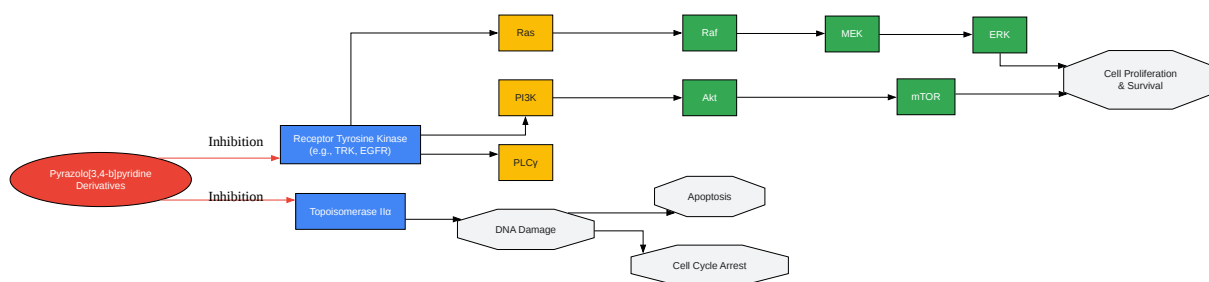 Ras
Raf
MEK
ERK
Cell Proliferation
& Survival
PI3K
Akt
mTOR
Inhibition
Receptor Tyrosine Kinase
(e.g., TRK, EGFR)
PLCγ
Pyrazolo[3,4-b]pyridine
Derivatives
Inhibition
Topoisomerase IIα
Apoptosis
DNA Damage
Cell Cycle Arrest